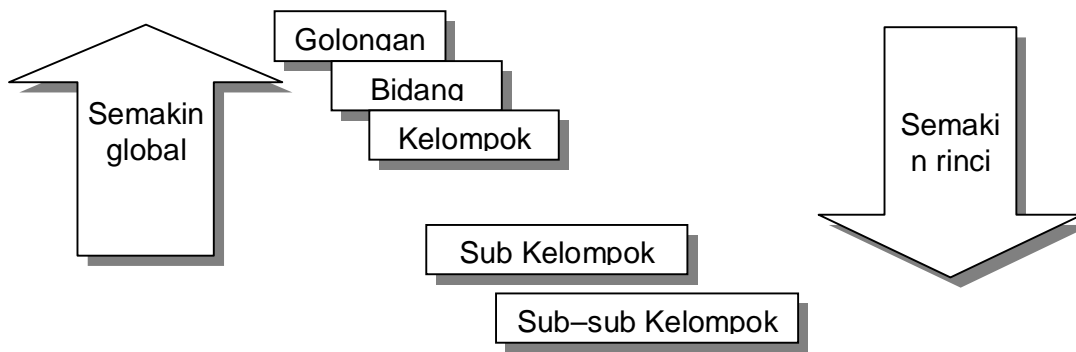 Golongan
Bidang
Kelompok
Semakin
global
Semaki
n rinci
Sub Kelompok
Sub–sub Kelompok